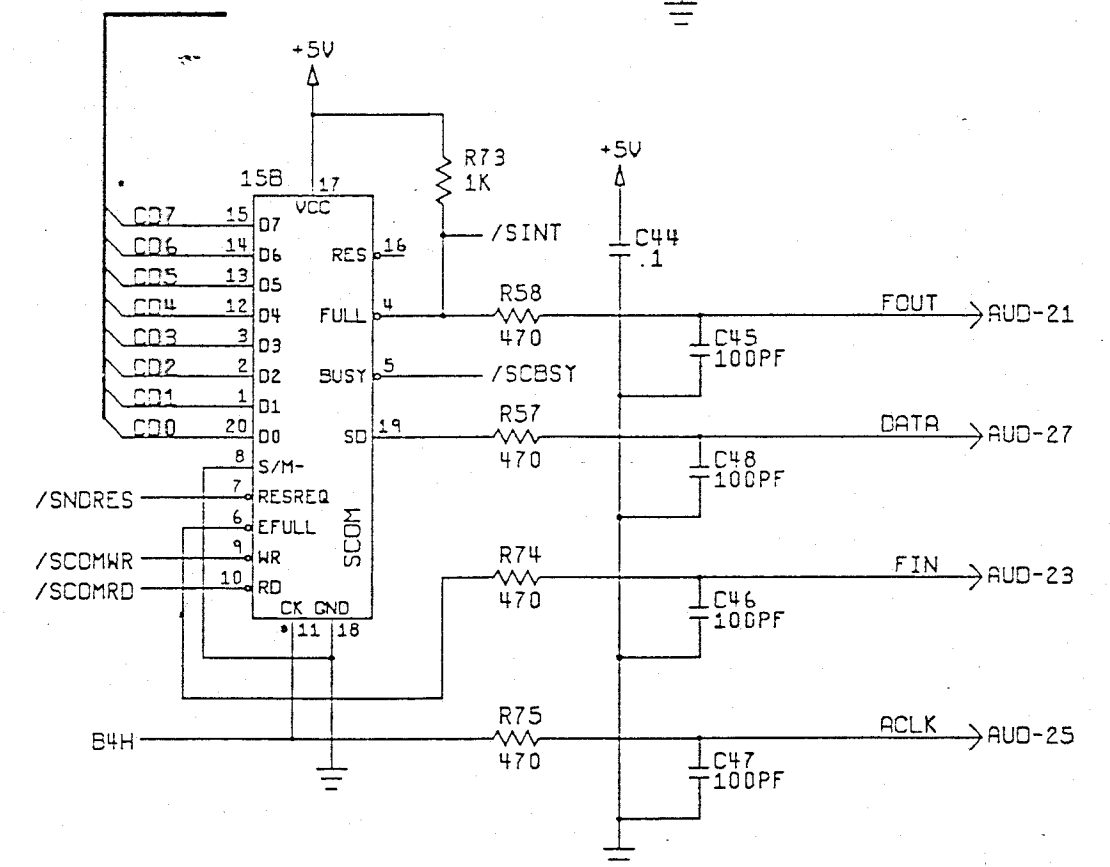 +5V
R73
1K
+5V
15B
17
VCC
CD7 15 D7
RES 16
/SINT
C44
.1
CD6 14 D6
CD5 13 D5
R58
CD4 12 D4
FULL 4
470
FOUT
AUD-21
CD3 3 D3
C45
100PF
CD2 2 D2
BUSY 5
/SCBSY
CD1 1 D1
R57
CD0 20 D0
SD 19
470
DATA
AUD-27
8 S/M-
C48
100PF
/SNDRES 7 RESREQ
6 EFULL
SCOM
/SCOMWR 9 WR
R74
470
FIN
AUD-23
/SCOMRD 10 RD
CK GND
11 18
C46
100PF
R75
B4H
470
ACLK
AUD-25
C47
100PF